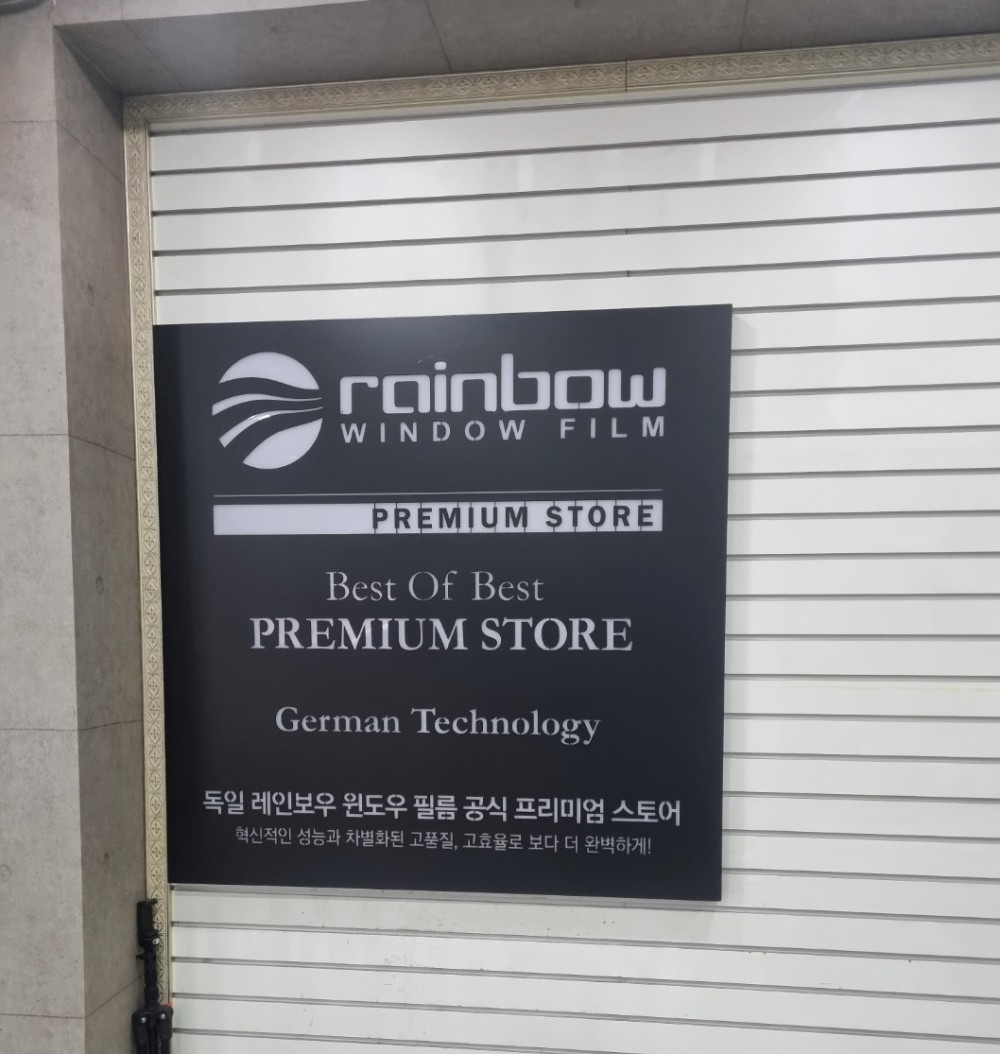 rainbow
WINDOW FILM
PREMIUM STORE
Best Of Best
PREMIUM STORE
German Technology
독일 레인보우 윈도우 필름 공식 프리미엄 스토어
혁신적인 성능과 차별화된 고품질, 고효율로 보다 더 완벽하게!